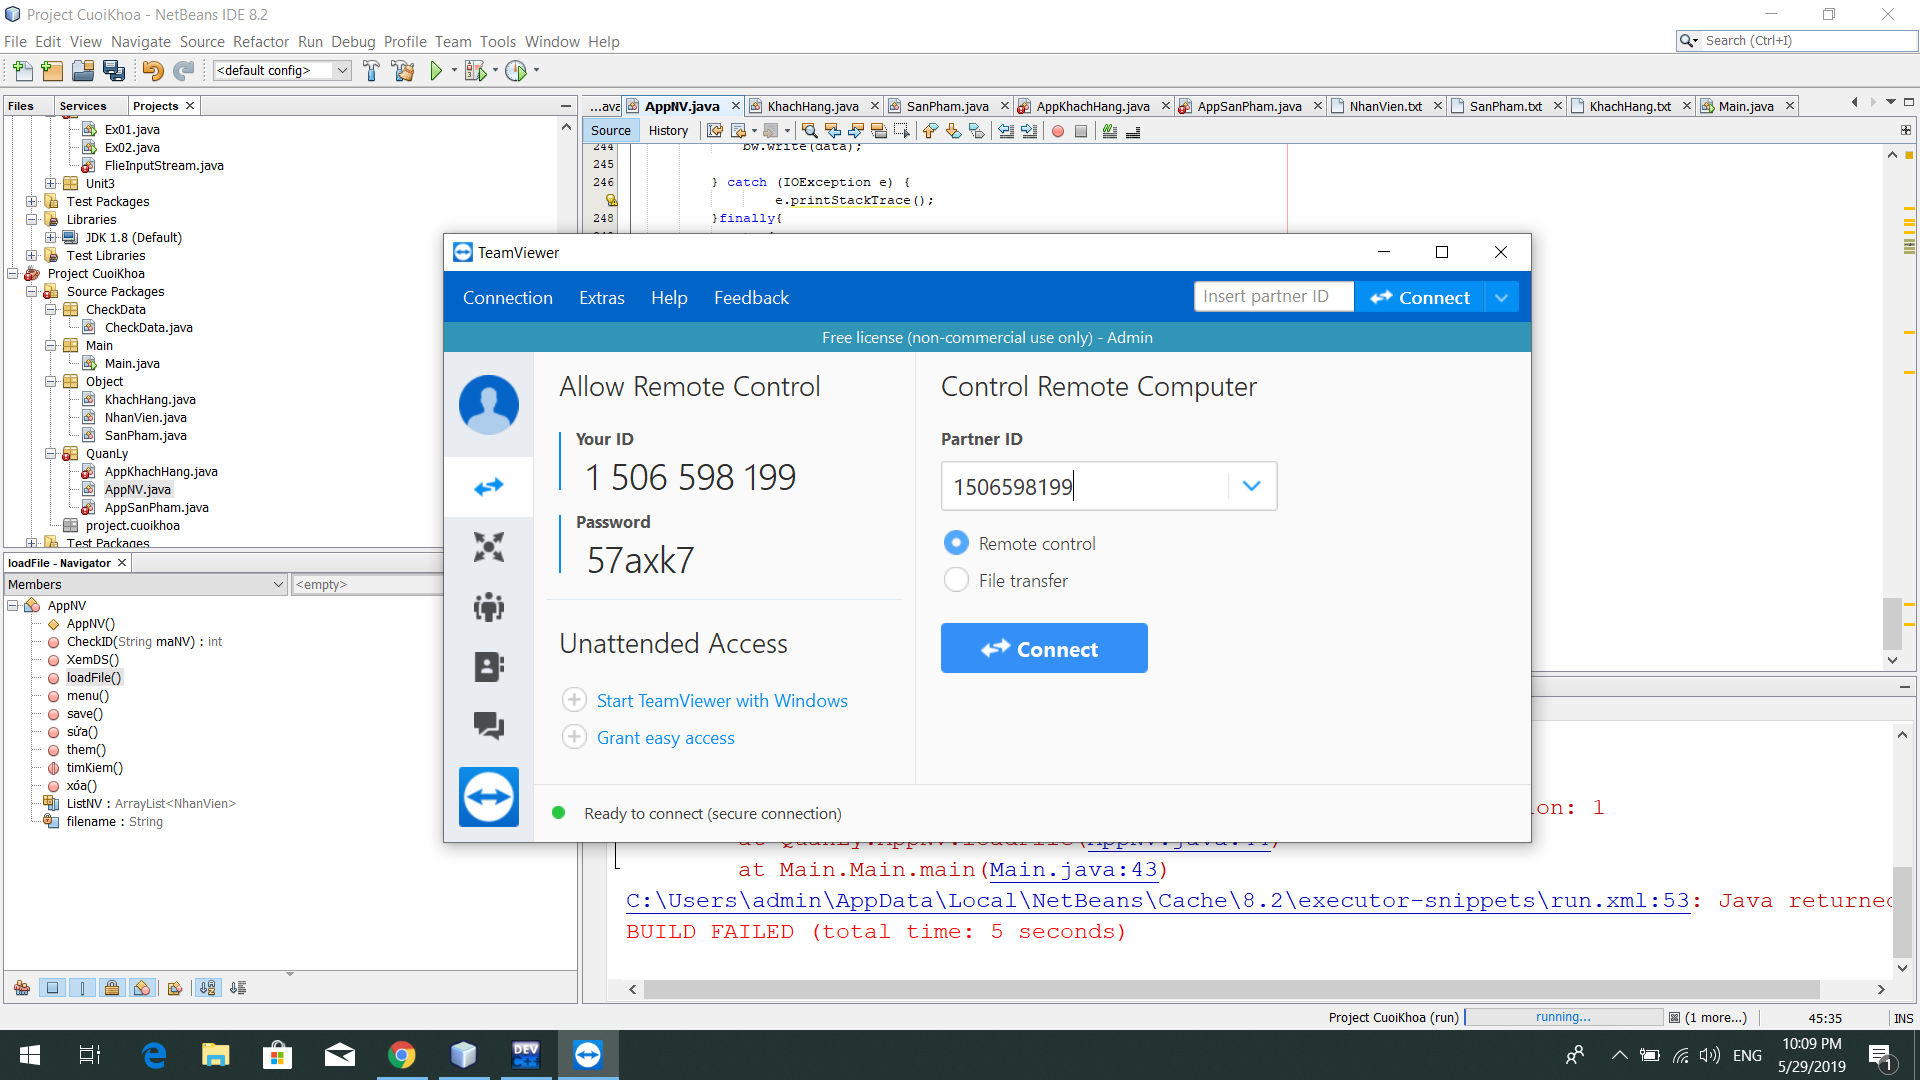 Project CuoiKhoa - NetBeans IDE 8.2
File Edit View Navigate Source Refactor Run Debug Profile Team Tools Window Help
Search (Ctrl+I)
<default config>
Files Services Projects
...ava AppNV.java KhachHang.java SanPham.java AppKhachHang.java AppSanPham.java NhanVien.txt SanPham.txt KhachHang.txt Main.java
Source History
Ex01.java
Ex02.java
FlieInputStream.java
Unit3
Test Packages
Libraries
JDK 1.8 (Default)
Test Libraries
Project CuoiKhoa
Source Packages
CheckData
CheckData.java
Main
Main.java
Object
KhachHang.java
NhanVien.java
SanPham.java
QuanLy
AppKhachHang.java
AppNV.java
AppSanPham.java
project.cuoikhoa
Test Packages
244 bw.write(data);
245
246 } catch (IOException e) {
e.printStackTrace();
248 }finally{
loadFile - Navigator
Members <empty>
AppNV
AppNV()
CheckID(String maNV) : int
XemDS()
loadFile()
menu()
save()
sửa()
them()
timKiem()
xóa()
ListNV : ArrayList<NhanVien>
filename : String
TeamViewer
Connection Extras Help Feedback
Insert partner ID Connect
Free license (non-commercial use only) - Admin
Allow Remote Control
Your ID
1 506 598 199
Password
57axk7
Unattended Access
Start TeamViewer with Windows
Grant easy access
Control Remote Computer
Partner ID
1506598199
Remote control
File transfer
Connect
Ready to connect (secure connection)
on: 1
at QuanLy.AppNV.loadFile(AppNV.java:44)
at Main.Main.main(Main.java:43)
C:\Users\admin\AppData\Local\NetBeans\Cache\8.2\executor-snippets\run.xml:53: Java returned
BUILD FAILED (total time: 5 seconds)
Project CuoiKhoa (run) running... (1 more...) 45:35 INS
DEV C++
ENG
10:09 PM
5/29/2019
1